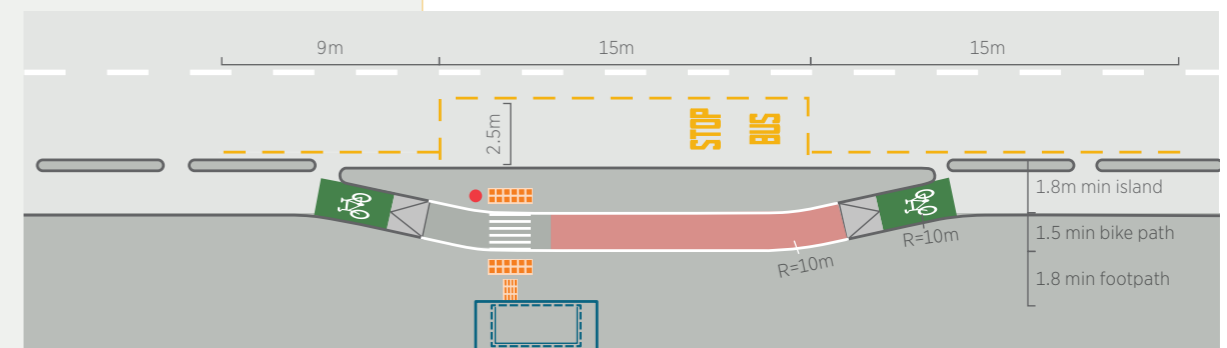 9m
15m
15m
2.5m
STOP
BUS
1.8m min island
1.5 min bike path
1.8 min footpath
R=10m
R=10m